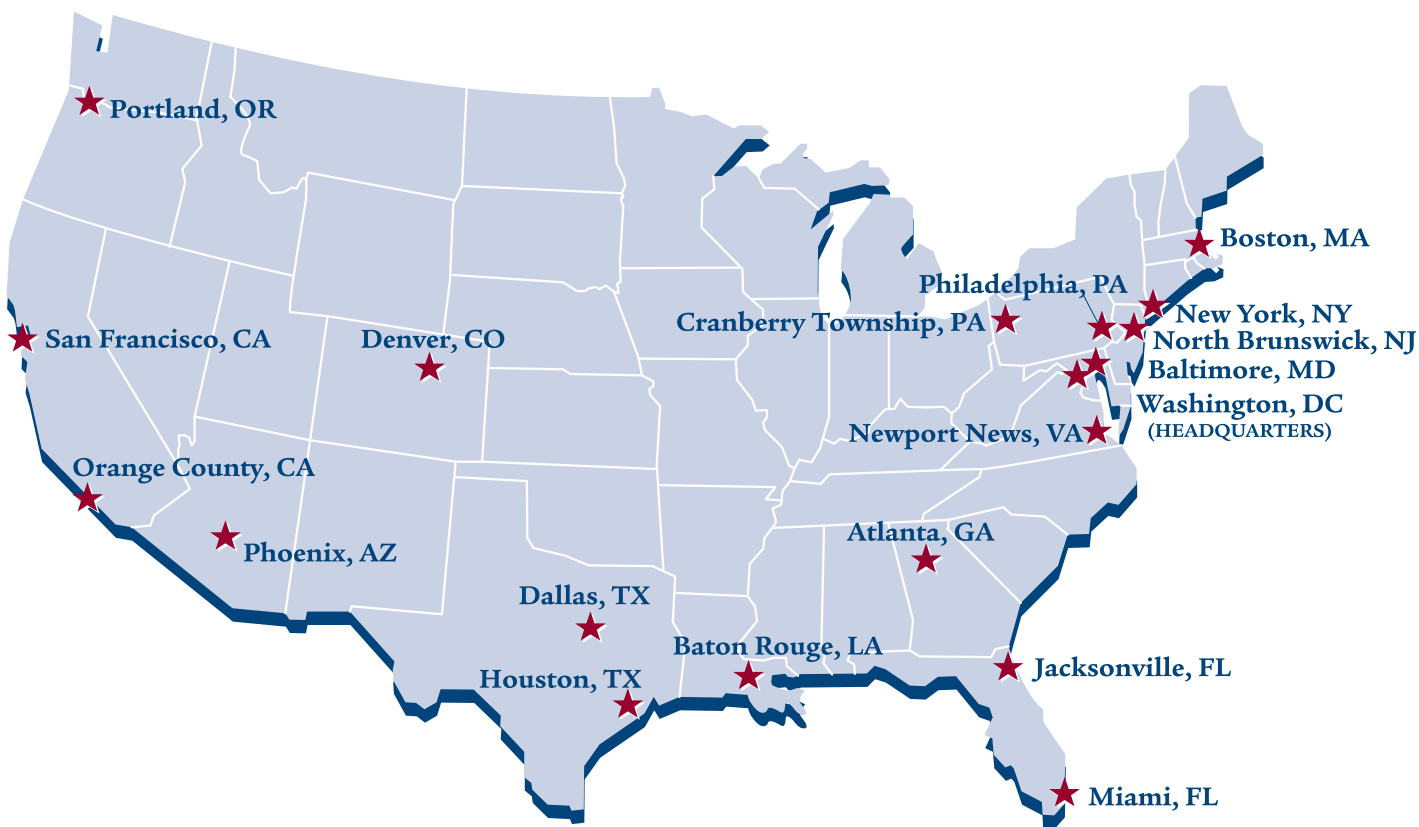 Portland, OR
Boston, MA
Philadelphia, PA
New York, NY
Cranberry Township, PA
San Francisco, CA
Denver, CO
North Brunswick, NJ
Baltimore, MD
Washington, DC
(HEADQUARTERS)
Newport News, VA
Orange County, CA
Atlanta, GA
Phoenix, AZ
Dallas, TX
Baton Rouge, LA
Jacksonville, FL
Houston, TX
Miami, FL